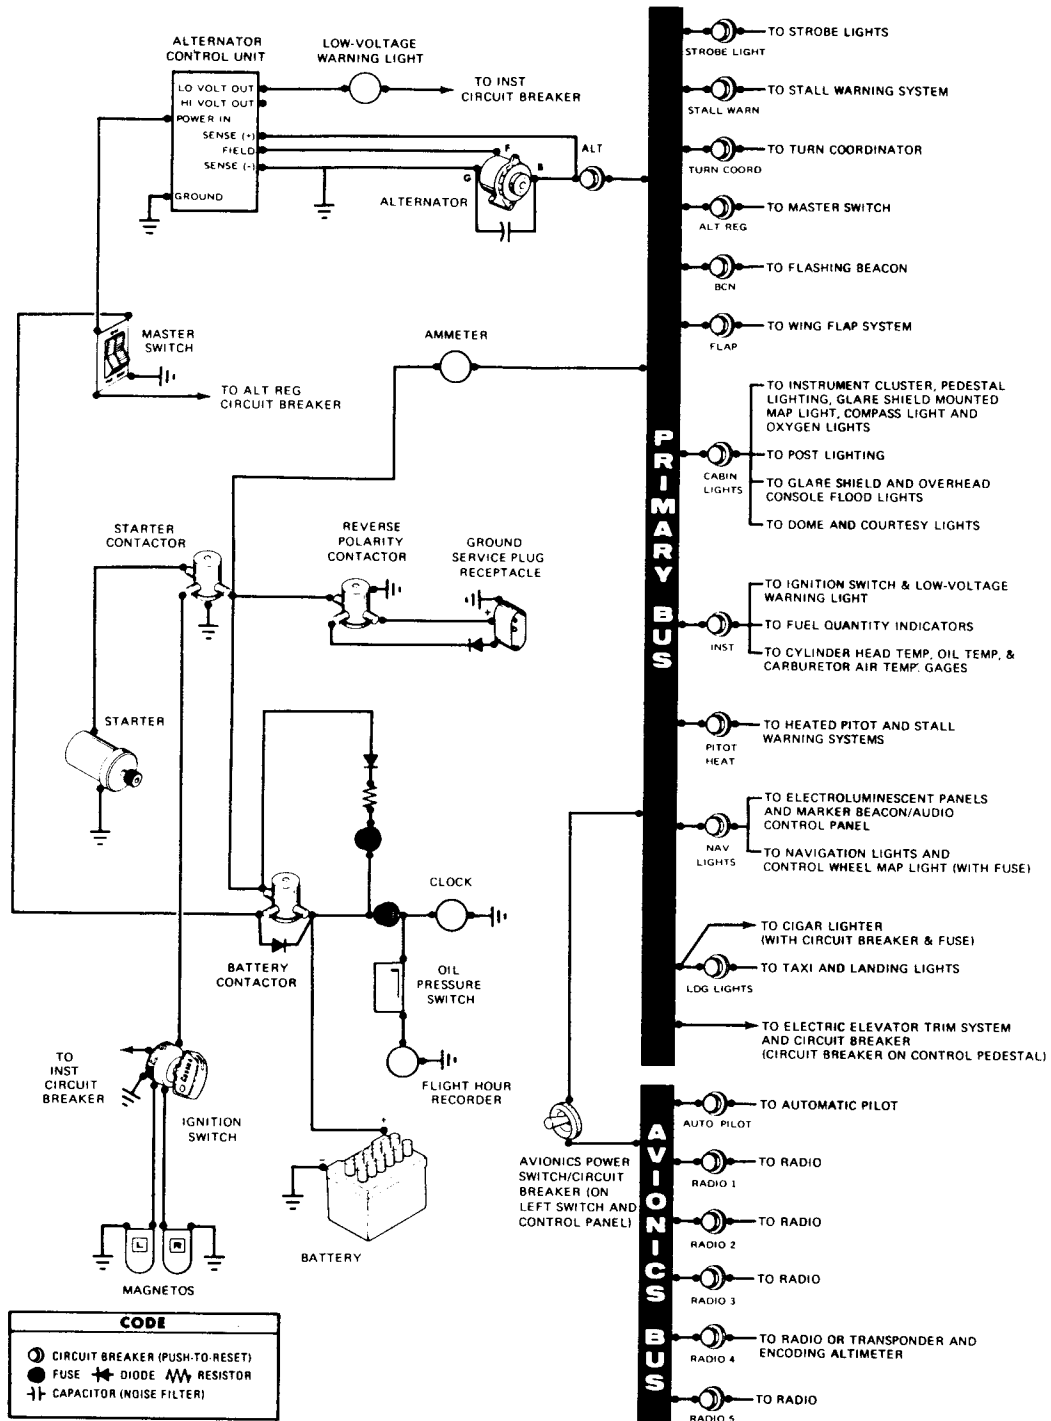 ALTERNATOR
CONTROL UNIT
LO VOLT OUT
HI VOLT OUT
POWER IN
SENSE (+)
FIELD
SENSE (-)
GROUND
LOW-VOLTAGE
WARNING LIGHT
TO INST
CIRCUIT BREAKER
F
G
B
ALT
ALTERNATOR
MASTER
SWITCH
TO ALT REG
CIRCUIT BREAKER
AMMETER
STARTER
CONTACTOR
REVERSE
POLARITY
CONTACTOR
GROUND
SERVICE PLUG
RECEPTACLE
+
STARTER
BATTERY
CONTACTOR
CLOCK
OIL
PRESSURE
SWITCH
FLIGHT HOUR
RECORDER
TO
INST
CIRCUIT
BREAKER
IGNITION
SWITCH
L
R
MAGNETOS
+
-
BATTERY
AVIONICS POWER
SWITCH/CIRCUIT
BREAKER (ON
LEFT SWITCH AND
CONTROL PANEL)
PRIMARY BUS
STROBE LIGHT
TO STROBE LIGHTS
STALL WARN
TO STALL WARNING SYSTEM
TURN COORD
TO TURN COORDINATOR
ALT REG
TO MASTER SWITCH
BCN
TO FLASHING BEACON
FLAP
TO WING FLAP SYSTEM
CABIN
LIGHTS
TO INSTRUMENT CLUSTER, PEDESTAL
LIGHTING, GLARE SHIELD MOUNTED
MAP LIGHT, COMPASS LIGHT AND
OXYGEN LIGHTS
TO POST LIGHTING
TO GLARE SHIELD AND OVERHEAD
CONSOLE FLOOD LIGHTS
TO DOME AND COURTESY LIGHTS
INST
TO IGNITION SWITCH & LOW-VOLTAGE
WARNING LIGHT
TO FUEL QUANTITY INDICATORS
TO CYLINDER HEAD TEMP, OIL TEMP, &
CARBURETOR AIR TEMP. GAGES
PITOT
HEAT
TO HEATED PITOT AND STALL
WARNING SYSTEMS
NAV
LIGHTS
TO ELECTROLUMINESCENT PANELS
AND MARKER BEACON/AUDIO
CONTROL PANEL
TO NAVIGATION LIGHTS AND
CONTROL WHEEL MAP LIGHT (WITH FUSE)
TO CIGAR LIGHTER
(WITH CIRCUIT BREAKER & FUSE)
LDG LIGHTS
TO TAXI AND LANDING LIGHTS
TO ELECTRIC ELEVATOR TRIM SYSTEM
AND CIRCUIT BREAKER
(CIRCUIT BREAKER ON CONTROL PEDESTAL)
AVIONICS BUS
AUTO PILOT
TO AUTOMATIC PILOT
RADIO 1
TO RADIO
RADIO 2
TO RADIO
RADIO 3
TO RADIO
RADIO 4
TO RADIO OR TRANSPONDER AND
ENCODING ALTIMETER
RADIO 5
TO RADIO
CODE
CIRCUIT BREAKER (PUSH-TO-RESET)
FUSE DIODE RESISTOR
CAPACITOR (NOISE FILTER)